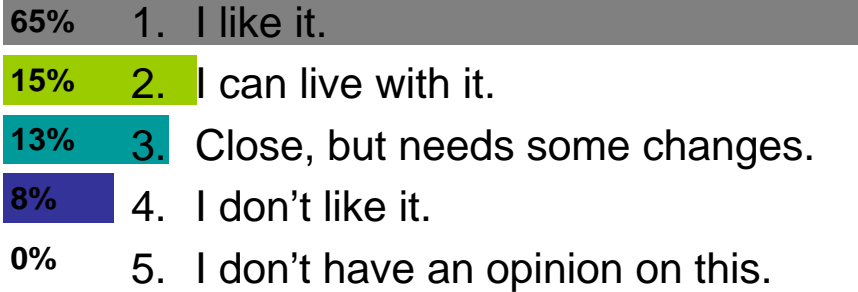 65% 1. I like it.
15% 2. I can live with it.
13% 3. Close, but needs some changes.
8% 4. I don’t like it.
0% 5. I don’t have an opinion on this.